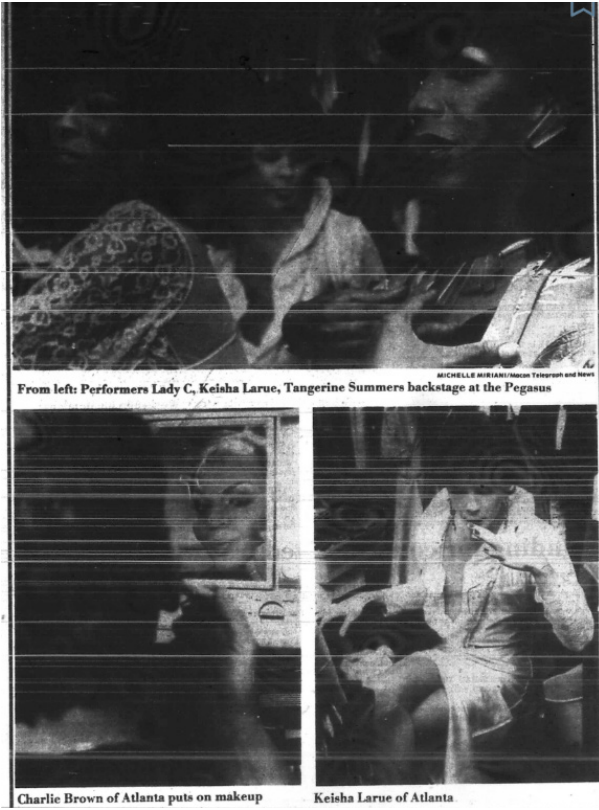 MICHELLE MIRIANI/Macon Telegraph and News
From left: Performers Lady C, Keisha Larue, Tangerine Summers backstage at the Pegasus
Charlie Brown of Atlanta puts on makeup
Keisha Larue of Atlanta